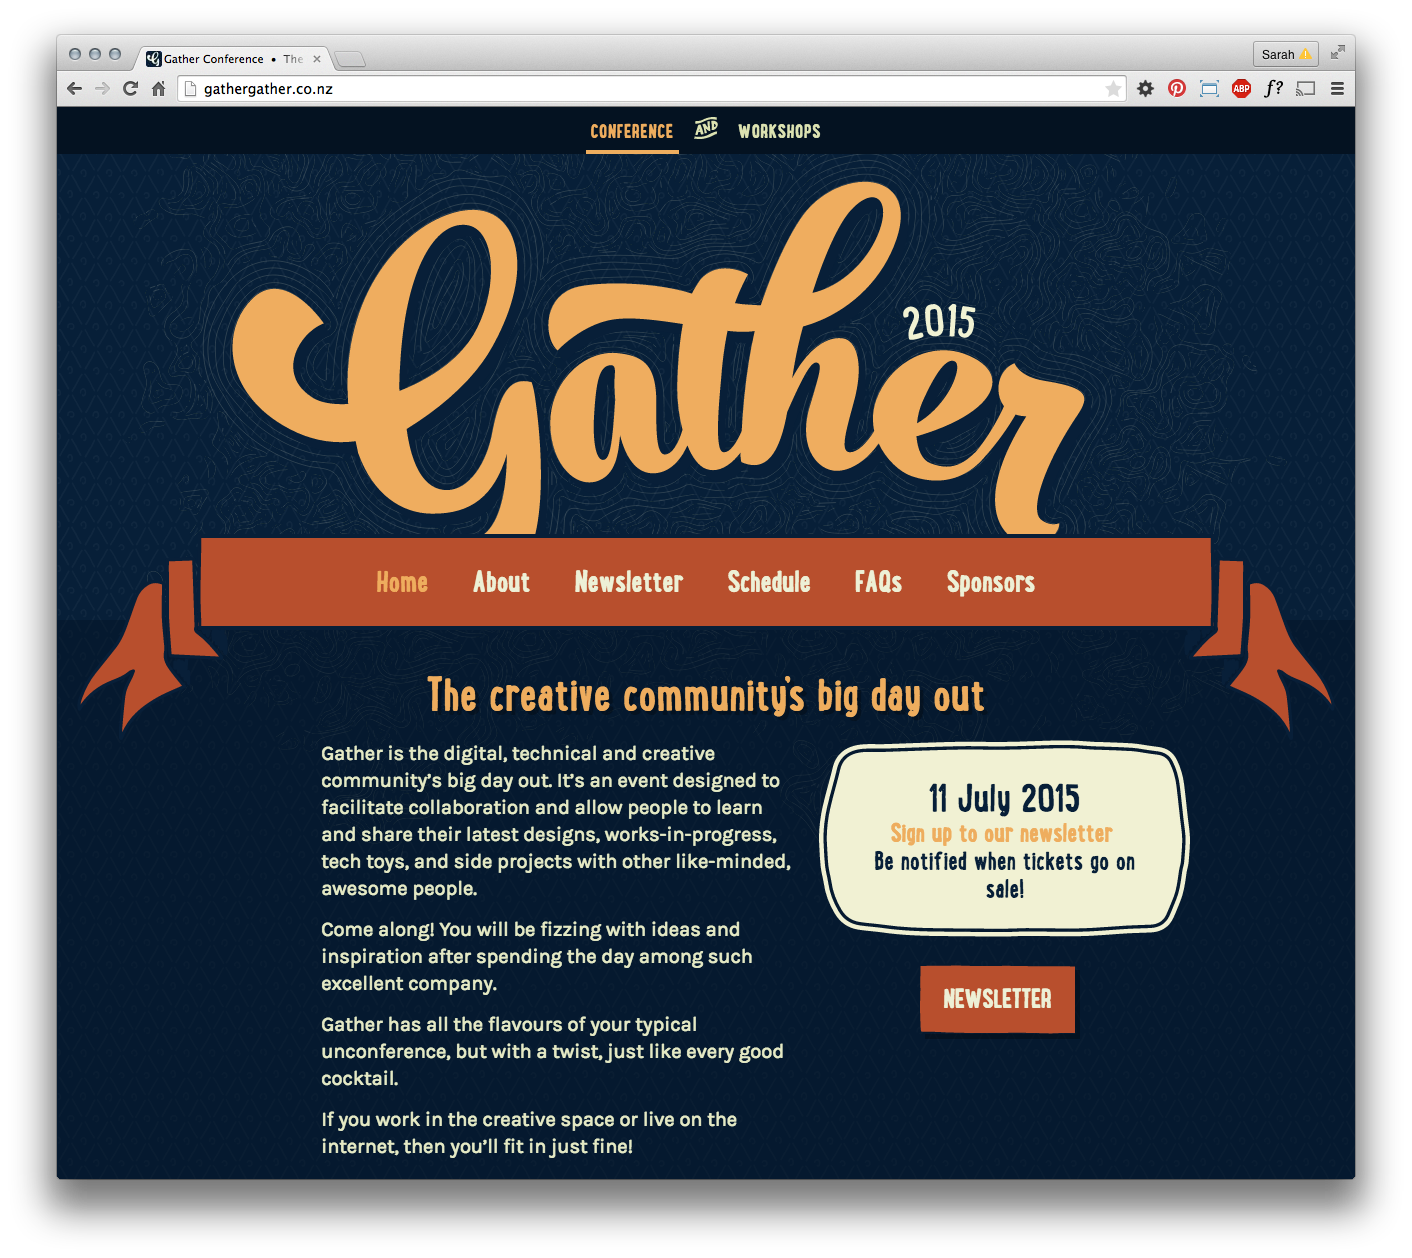 Gather Conference • The
Sarah
gathergather.co.nz
ABP
f?
CONFERENCE AND WORKSHOPS
Gather
2015
Home About Newsletter Schedule FAQs Sponsors
The creative community's big day out
Gather is the digital, technical and creative
community’s big day out. It’s an event designed to
facilitate collaboration and allow people to learn
and share their latest designs, works-in-progress,
tech toys, and side projects with other like-minded,
awesome people.
Come along! You will be fizzing with ideas and
inspiration after spending the day among such
excellent company.
Gather has all the flavours of your typical
unconference, but with a twist, just like every good
cocktail.
If you work in the creative space or live on the
internet, then you’ll fit in just fine!
11 July 2015
Sign up to our newsletter
Be notified when tickets go on
sale!
NEWSLETTER